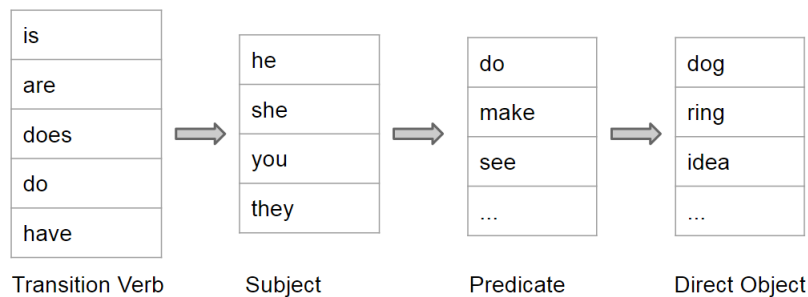 is
are
does
do
have
Transition Verb
he
she
you
they
Subject
do
make
see
...
Predicate
dog
ring
idea
...
Direct Object